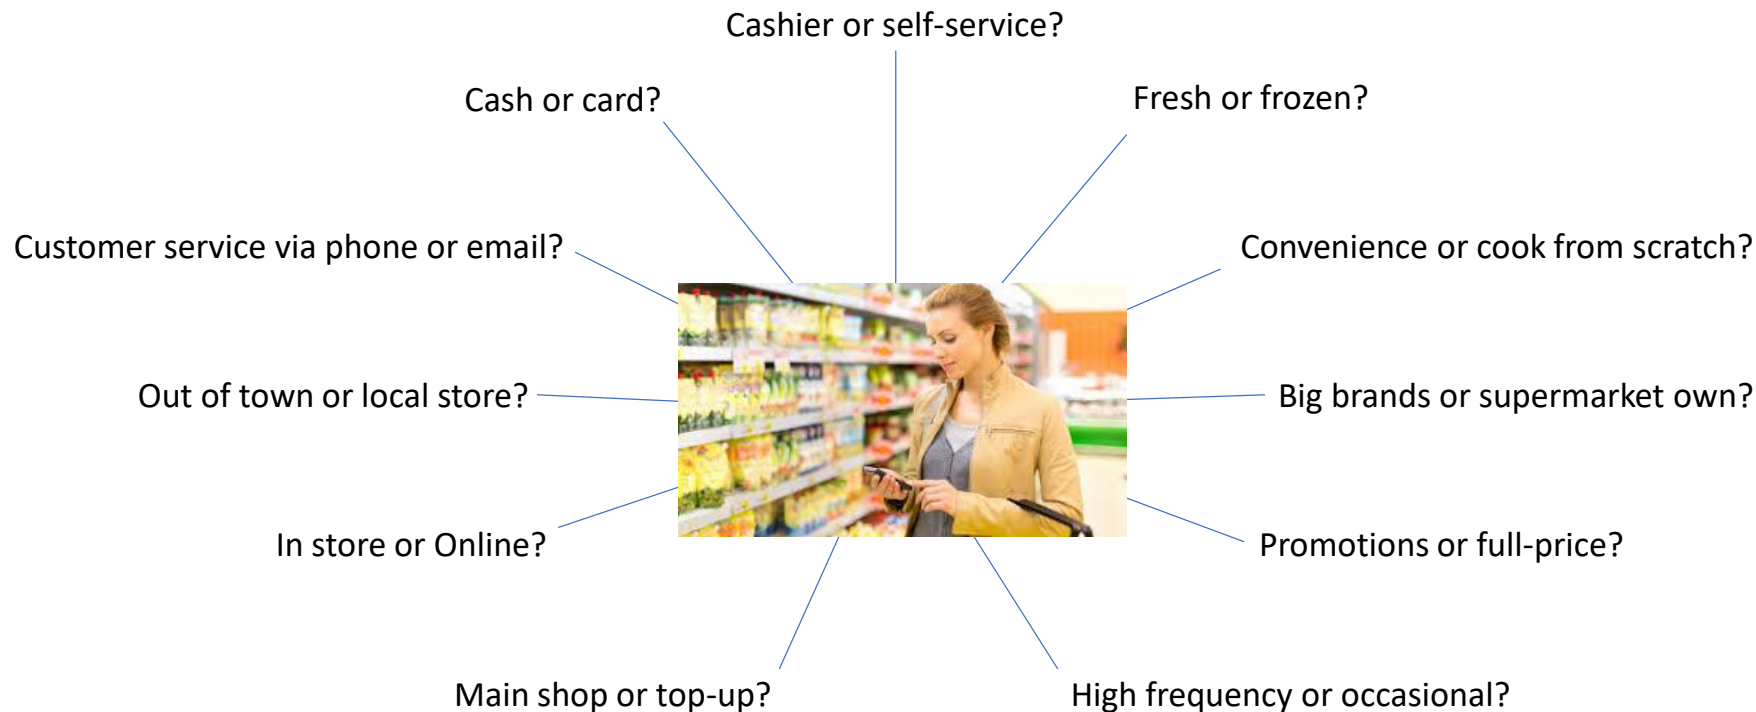 Cashier or self-service?
Cash or card?
Fresh or frozen?
Customer service via phone or email?
Convenience or cook from scratch?
Out of town or local store?
Big brands or supermarket own?
In store or Online?
Promotions or full-price?
Main shop or top-up?
High frequency or occasional?